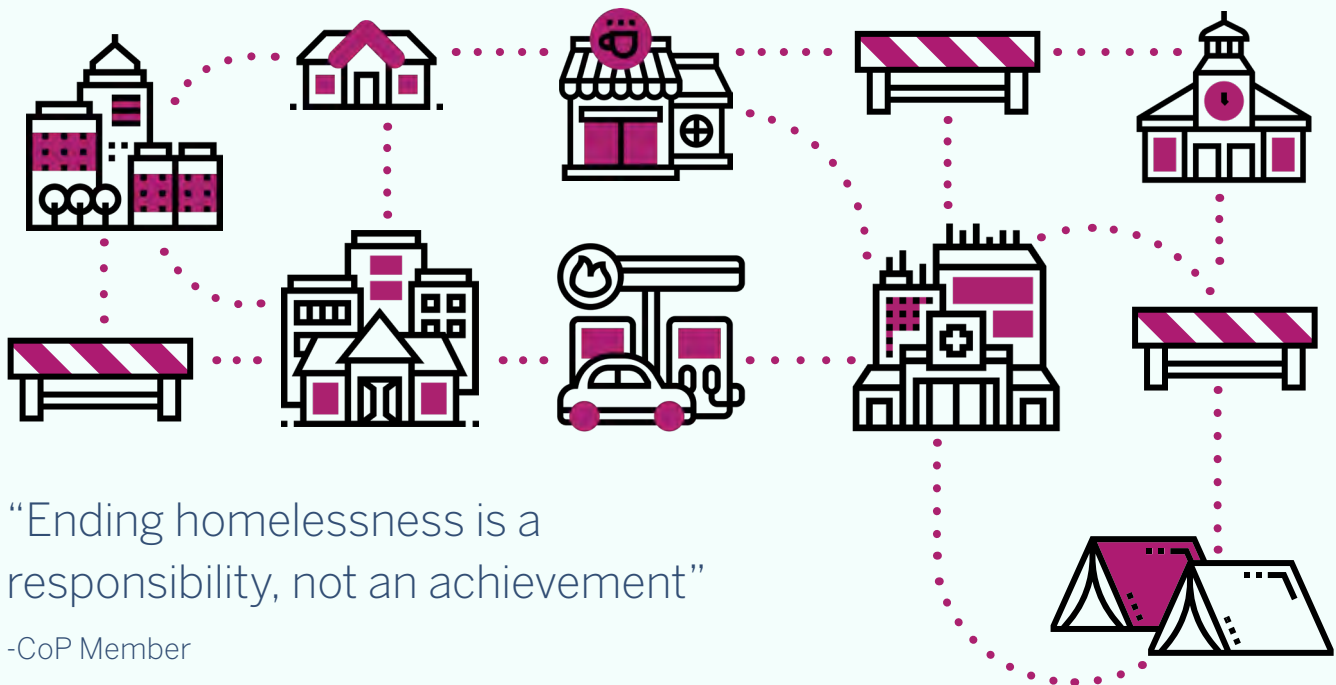 “Ending homelessness is a
responsibility, not an achievement”
-CoP Member